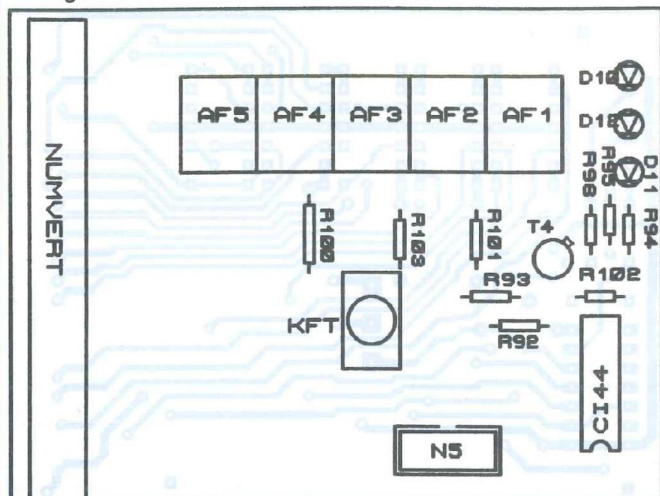 D10
AF5 AF4 AF3 AF2 AF1
D12
NUMVERT
D11
R95
R98
R94
R100
R103
R101
T4
R93
R102
KFT
R92
CI44
N5